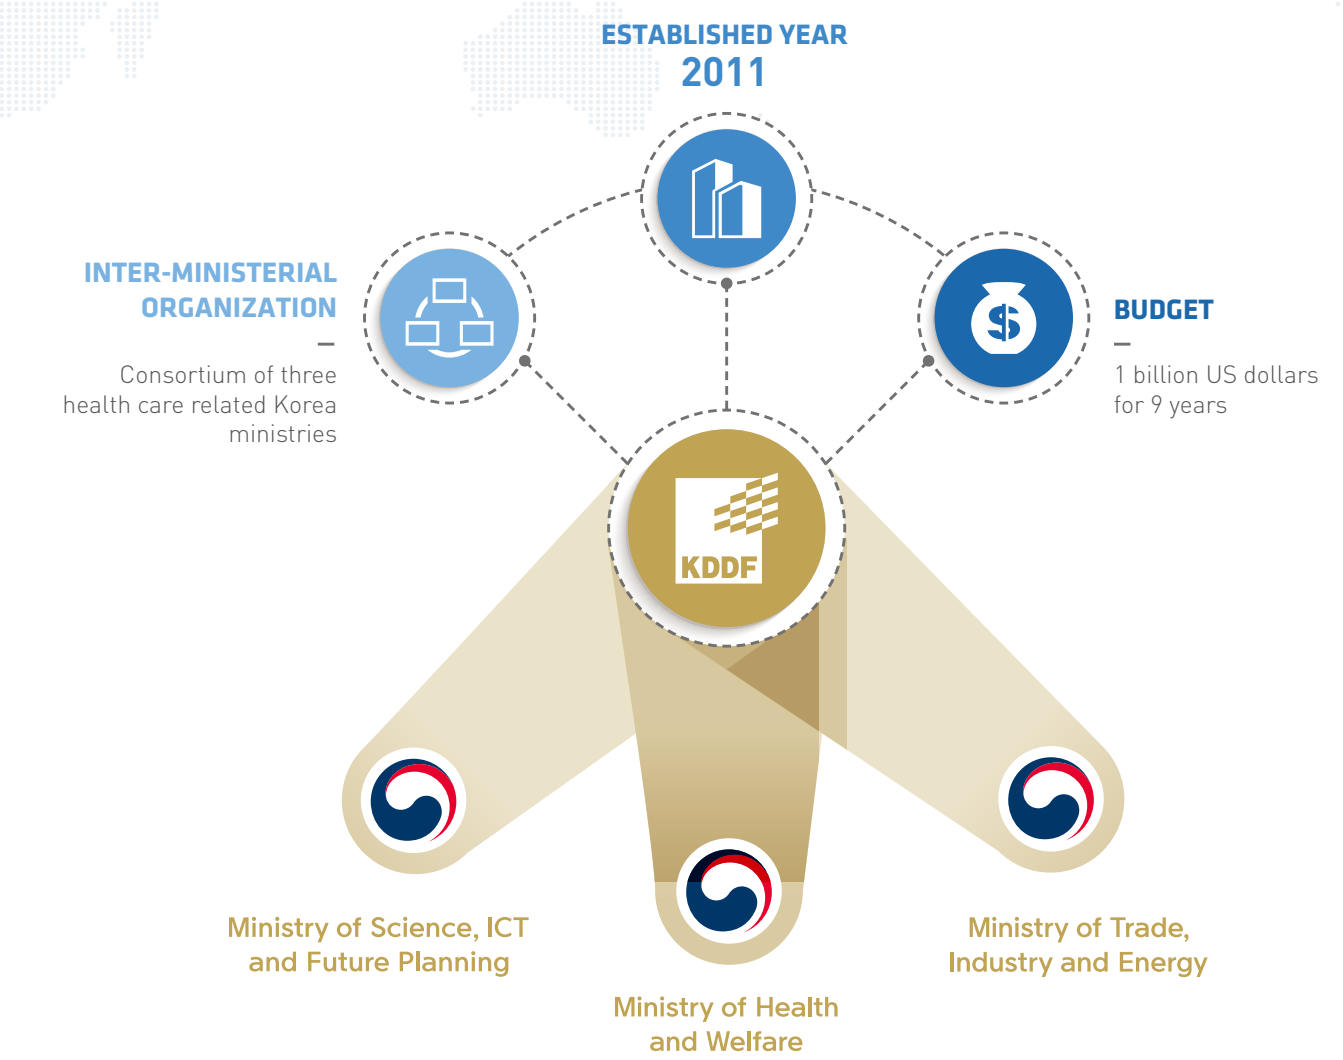 ESTABLISHED YEAR
2011
INTER-MINISTERIAL
ORGANIZATION
Consortium of three
health care related Korea
ministries
BUDGET
1 billion US dollars
for 9 years
$
KDDF
Ministry of Science, ICT
and Future Planning
Ministry of Health
and Welfare
Ministry of Trade,
Industry and Energy